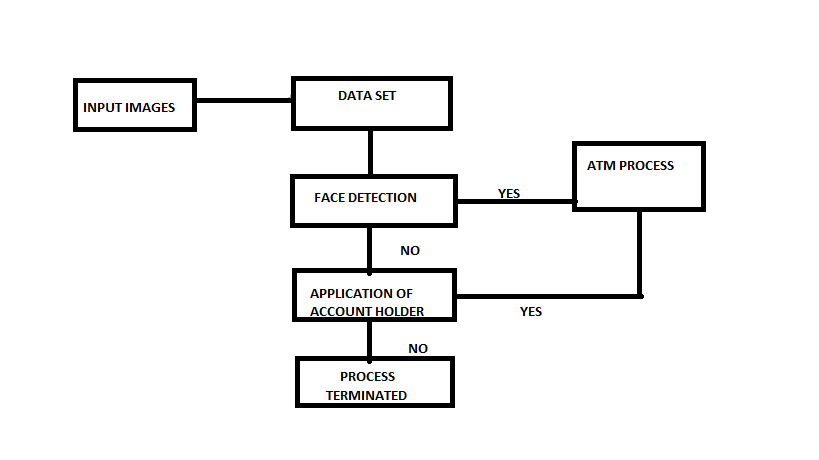 INPUT IMAGES
DATA SET
FACE DETECTION
YES
ATM PROCESS
NO
APPLICATION OF
ACCOUNT HOLDER
YES
NO
PROCESS
TERMINATED